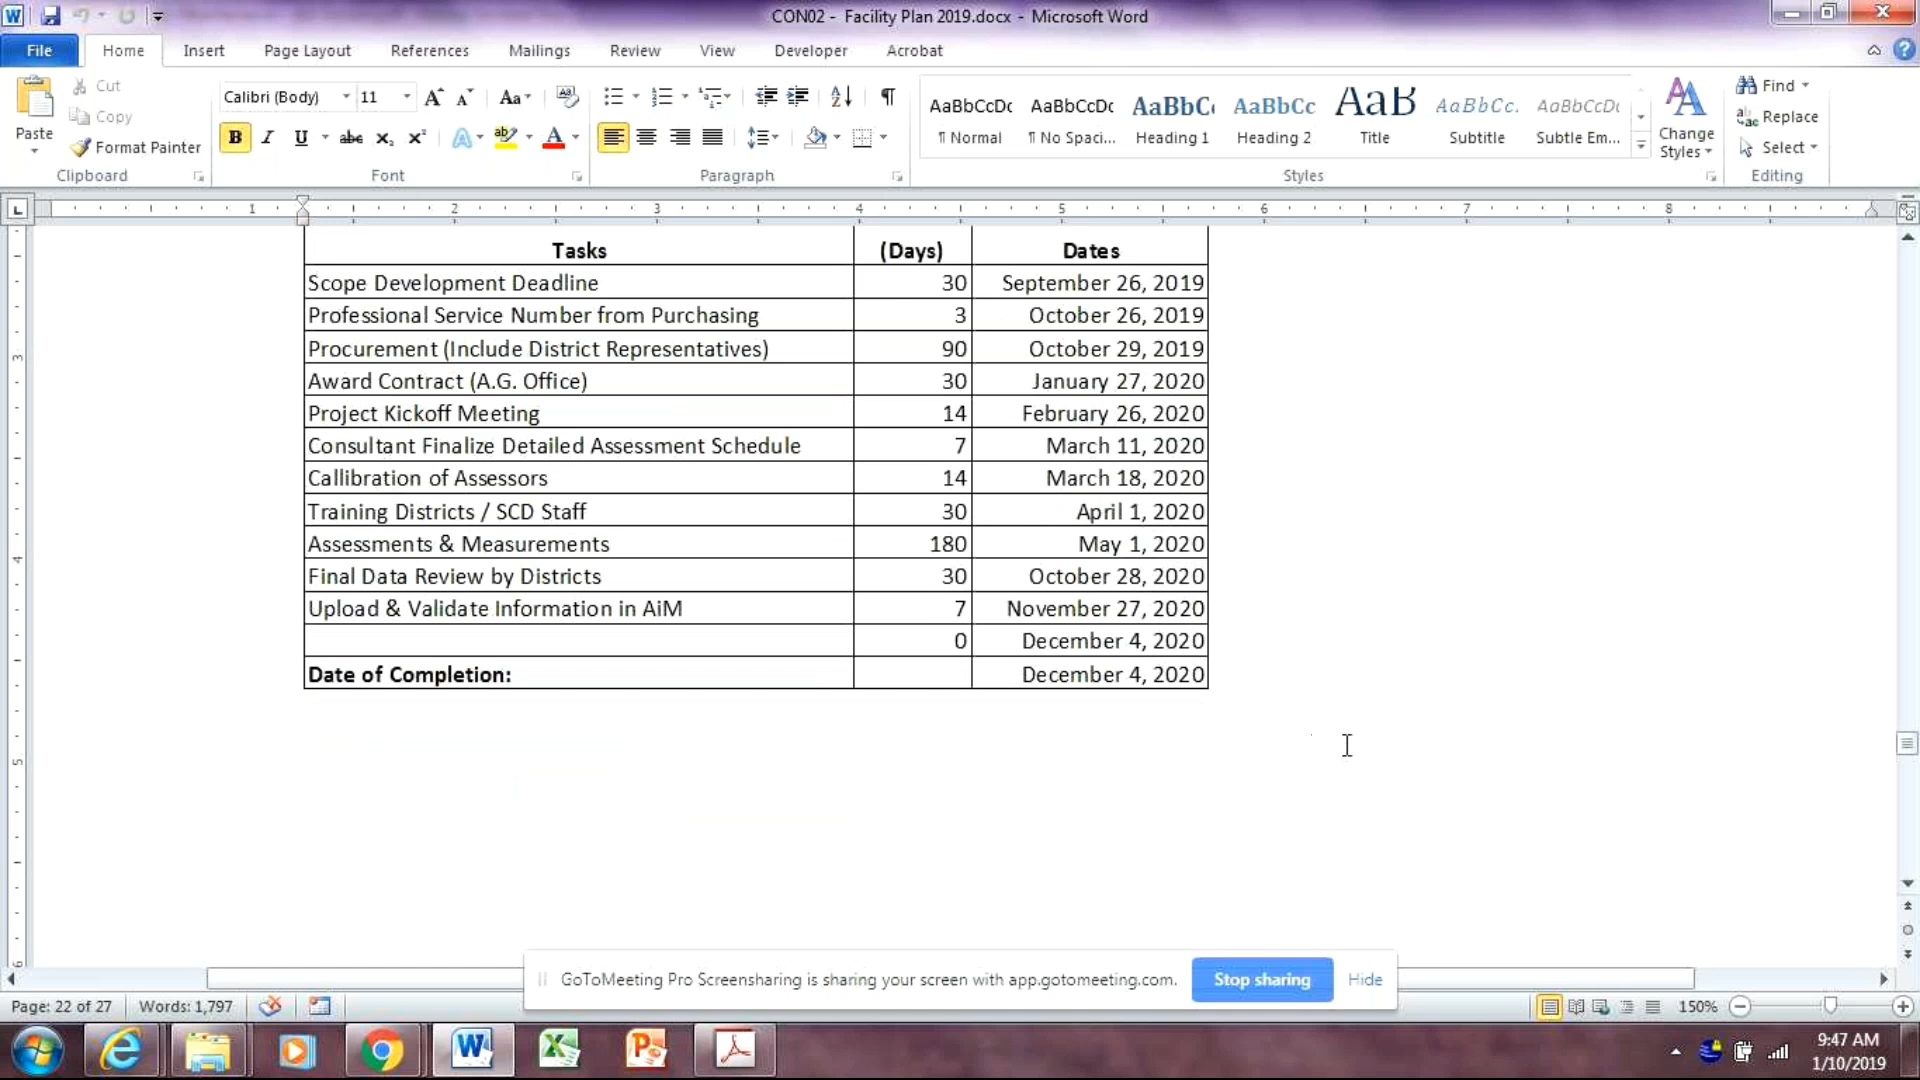 CON02 - Facility Plan 2019.docx - Microsoft Word
File Home Insert Page Layout References Mailings Review View Developer Acrobat
Paste
Cut
Copy
Format Painter
Clipboard
Calibri (Body) 11
Font
Paragraph
AaBbCcDc AaBbCcDc AaBbC AaBbCc AaB AaBbCc. AaBbCcDc
¶ Normal ¶ No Spaci... Heading 1 Heading 2 Title Subtitle Subtle Em...
Styles
Change
Styles
Find
Replace
Select
Editing
1 2 3 4 5 6 7 8
Tasks (Days) Dates
Scope Development Deadline 30 September 26, 2019
Professional Service Number from Purchasing 3 October 26, 2019
Procurement (Include District Representatives) 90 October 29, 2019
Award Contract (A.G. Office) 30 January 27, 2020
Project Kickoff Meeting 14 February 26, 2020
Consultant Finalize Detailed Assessment Schedule 7 March 11, 2020
Callibration of Assessors 14 March 18, 2020
Training Districts / SCD Staff 30 April 1, 2020
Assessments & Measurements 180 May 1, 2020
Final Data Review by Districts 30 October 28, 2020
Upload & Validate Information in AiM 7 November 27, 2020
0 December 4, 2020
Date of Completion: December 4, 2020
GoToMeeting Pro Screensharing is sharing your screen with app.gotomeeting.com. Stop sharing Hide
Page: 22 of 27 Words: 1,797 150%
9:47 AM
1/10/2019